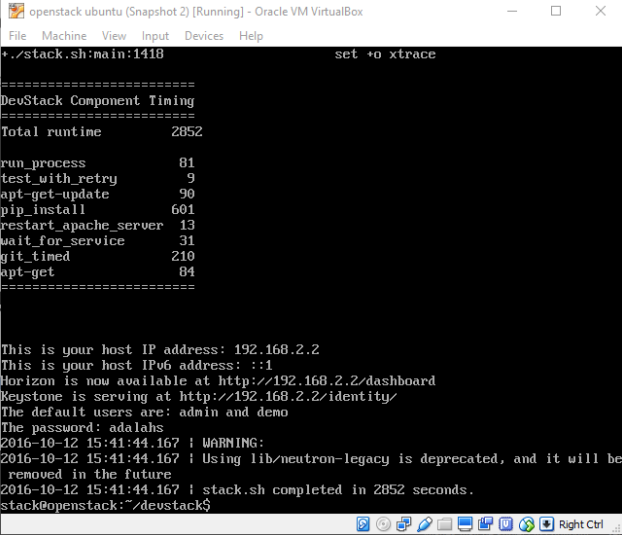 openstack ubuntu (Snapshot 2) [Running] - Oracle VM VirtualBox
File Machine View Input Devices Help
+./stack.sh:main:1418 set +o xtrace
=========================
DevStack Component Timing
=========================
Total runtime 2852
run_process 81
test_with_retry 9
apt-get-update 90
pip_install 601
restart_apache_server 13
wait_for_service 31
git_timed 210
apt-get 84
=========================
This is your host IP address: 192.168.2.2
This is your host IPv6 address: ::1
Horizon is now available at http://192.168.2.2/dashboard
Keystone is serving at http://192.168.2.2/identity/
The default users are: admin and demo
The password: adalahs
2016-10-12 15:41:44.167 | WARNING:
2016-10-12 15:41:44.167 | Using lib/neutron-legacy is deprecated, and it will be
removed in the future
2016-10-12 15:41:44.167 | stack.sh completed in 2852 seconds.
stack@openstack:~/devstack$
Right Ctrl